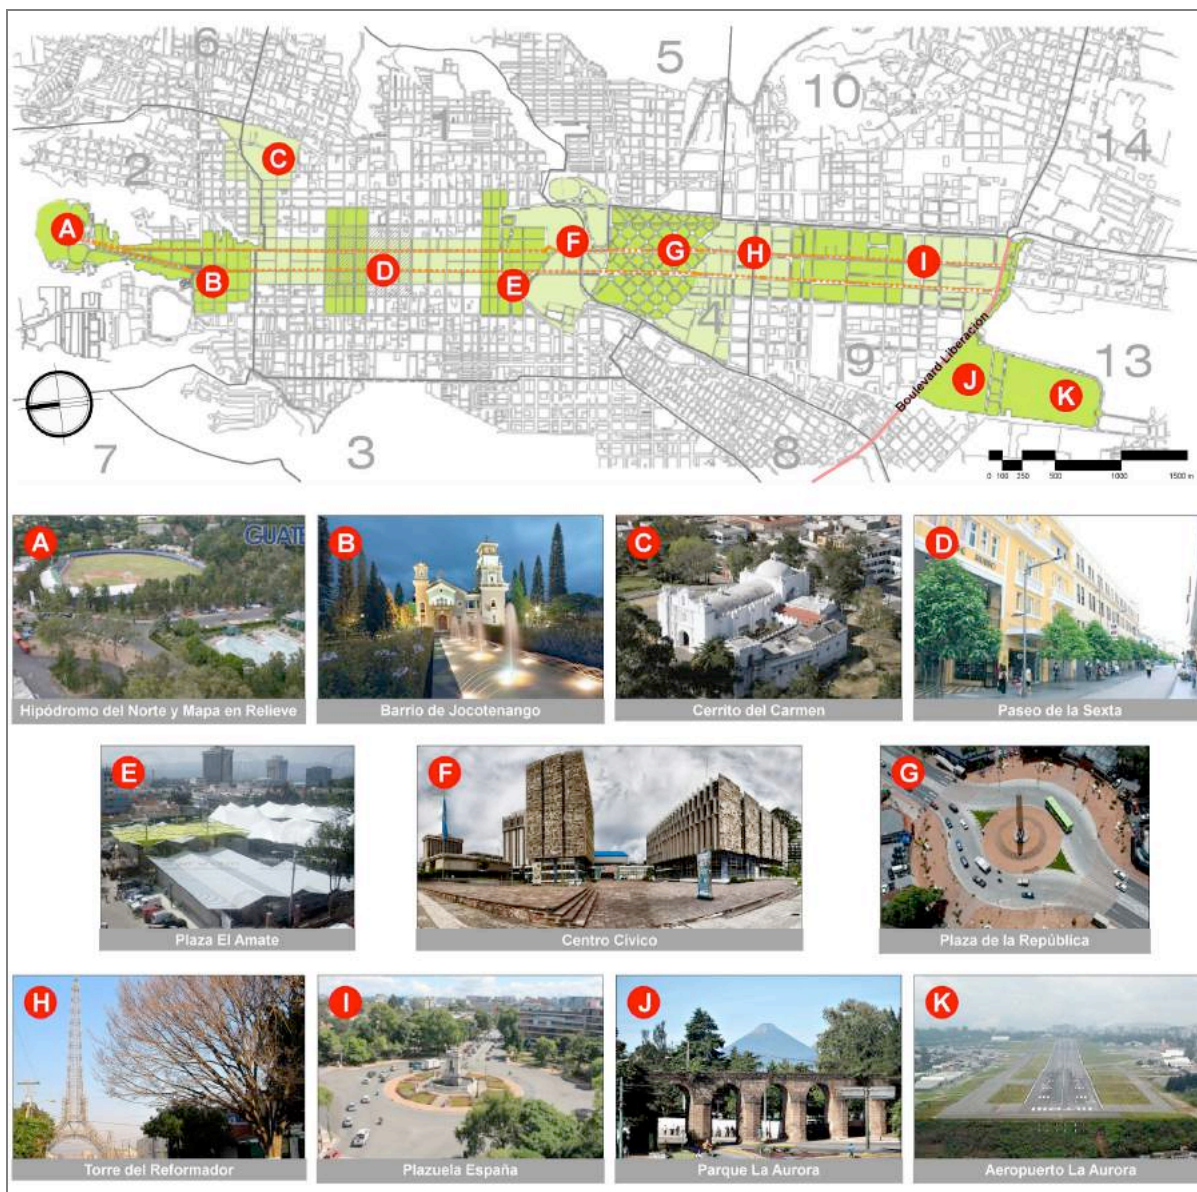 6
5
10
1
14
2
C
A
F
G
H
I
B
D
E
4
Boulevard Liberación
9
13
J
K
7
3
8
0 100 250 500 1000 1500 m
A
GUATE
Hipódromo del Norte y Mapa en Relieve
B
Barrio de Jocotenango
C
Cerrito del Carmen
D
Paseo de la Sexta
E
Plaza El Amate
F
Centro Cívico
G
Plaza de la República
H
Torre del Reformador
I
Plazuela España
J
Parque La Aurora
K
Aeropuerto La Aurora